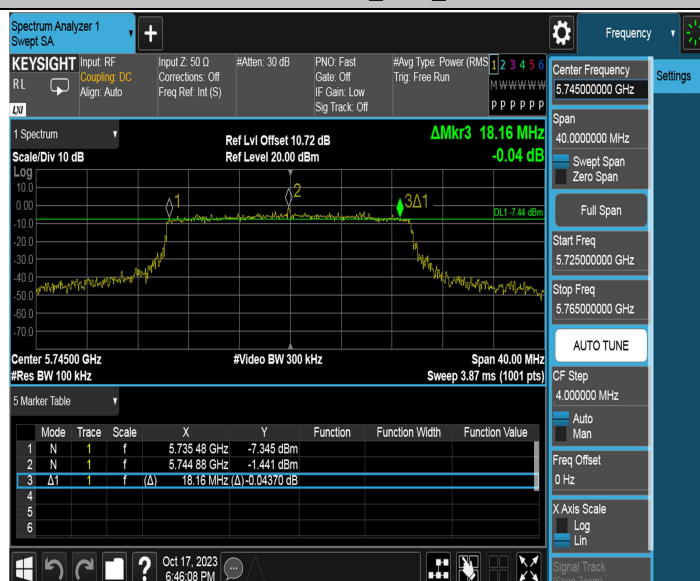 Spectrum Analyzer 1
Swept SA
+
Frequency
KEYSIGHT
RL
LXI
Input: RF
Coupling: DC
Align: Auto
Input Z: 50 Ω
Corrections: Off
Freq Ref: Int (S)
#Atten: 30 dB
PNO: Fast
Gate: Off
IF Gain: Low
Sig Track: Off
#Avg Type: Power (RMS
Trig: Free Run
1 2 3 4 5 6
M W W W W W
P P P P P P
1 Spectrum
Scale/Div 10 dB
Ref Lvl Offset 10.72 dB
Ref Level 20.00 dBm
ΔMkr3 18.16 MHz
-0.04 dB
Log
10.0
0.00
-10.0
-20.0
-30.0
-40.0
-50.0
-60.0
-70.0
1
2
3Δ1
DL1 -7.44 dBm
Center 5.74500 GHz
#Res BW 100 kHz
#Video BW 300 kHz
Span 40.00 MHz
Sweep 3.87 ms (1001 pts)
5 Marker Table
Mode Trace Scale X Y Function Function Width Function Value
1 N 1 f 5.735 48 GHz -7.345 dBm
2 N 1 f 5.744 88 GHz -1.441 dBm
3 Δ1 1 f (Δ) 18.16 MHz (Δ) -0.04370 dB
4
5
6
?
Oct 17, 2023
6:46:08 PM
Center Frequency
5.745000000 GHz
Settings
Span
40.0000000 MHz
Swept Span
Zero Span
Full Span
Start Freq
5.725000000 GHz
Stop Freq
5.765000000 GHz
AUTO TUNE
CF Step
4.000000 MHz
Auto
Man
Freq Offset
0 Hz
X Axis Scale
Log
Lin
Signal Track
(Span Zoom)